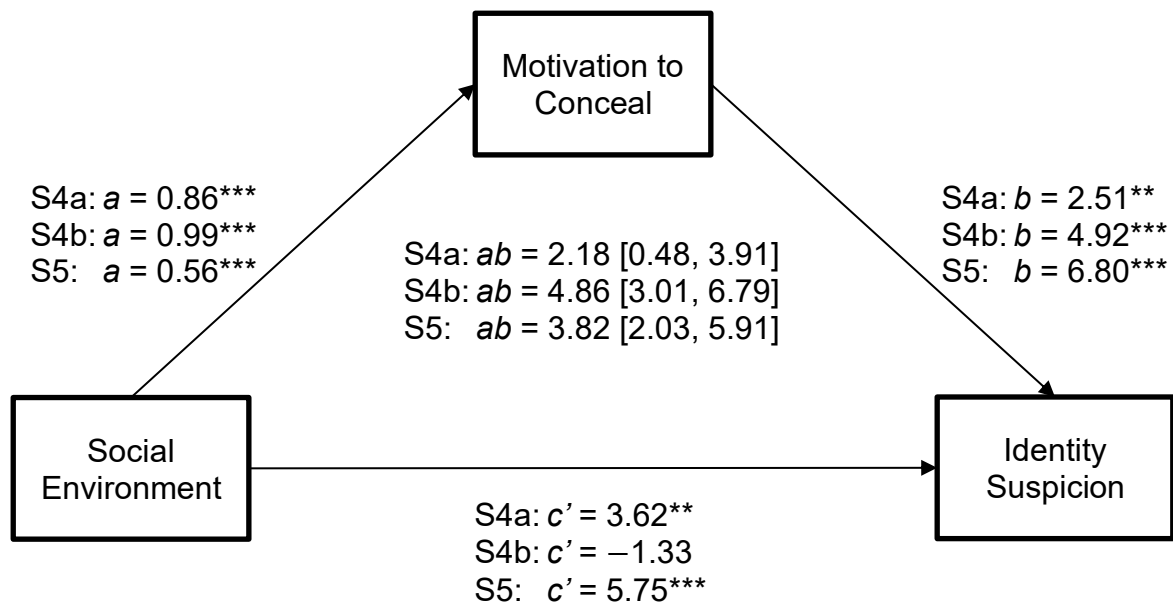 Motivation to
Conceal
S4a: a = 0.86***
S4b: a = 0.99***
S5: a = 0.56***
S4a: b = 2.51**
S4b: b = 4.92***
S5: b = 6.80***
S4a: ab = 2.18 [0.48, 3.91]
S4b: ab = 4.86 [3.01, 6.79]
S5: ab = 3.82 [2.03, 5.91]
Social
Environment
Identity
Suspicion
S4a: c’ = 3.62**
S4b: c’ = −1.33
S5: c’ = 5.75***